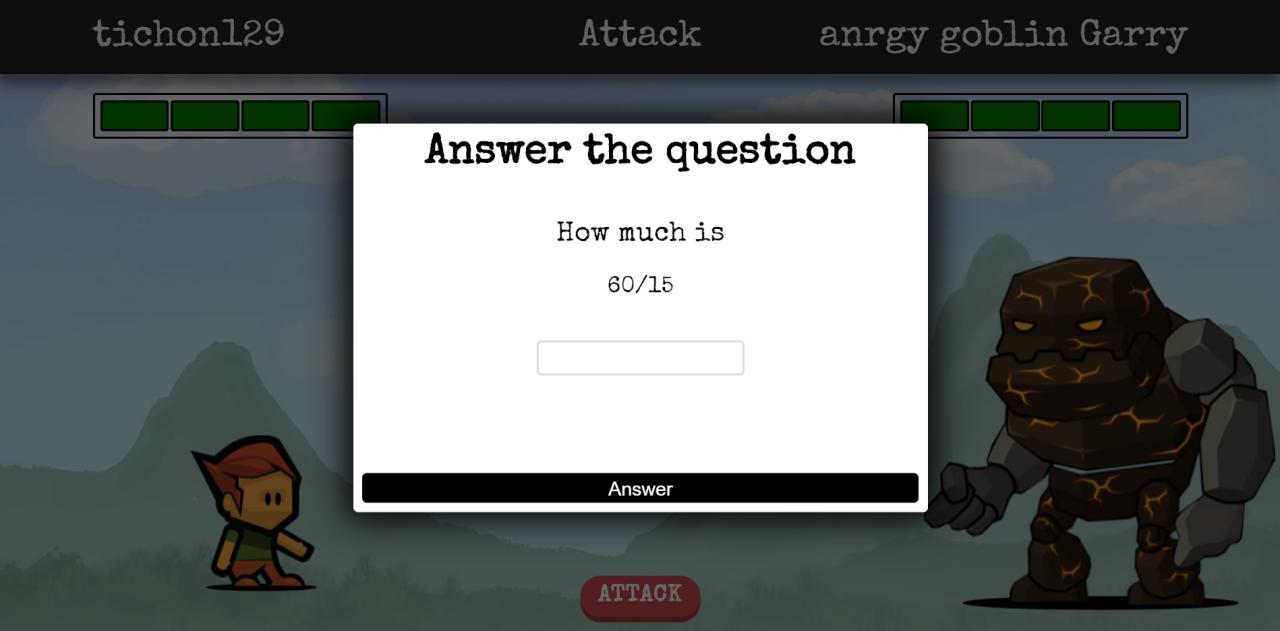 tichon129
Attack
anrgy goblin Garry
Answer the question
How much is
60/15
Answer
ATTACK